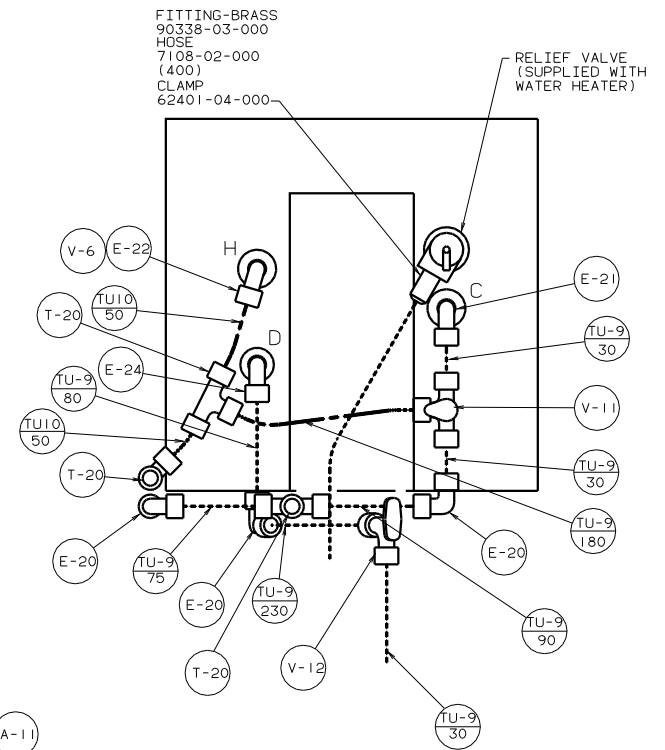 FITTING-BRASS
90338-03-000
HOSE
7108-02-000
(400)
CLAMP
62401-04-000
RELIEF VALVE
(SUPPLIED WITH
WATER HEATER)
V-6
E-22
H
C
E-21
TU10
50
T-20
D
TU-9
30
E-24
TU-9
80
V-11
TU10
50
T-20
TU-9
30
TU-9
180
E-20
TU-9
75
E-20
TU-9
230
E-20
TU-9
90
T-20
V-12
TU-9
30
A-11